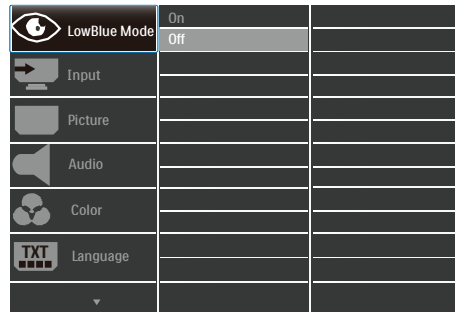 LowBlue Mode
On
Off
Input
Picture
Audio
Color
TXT
Language